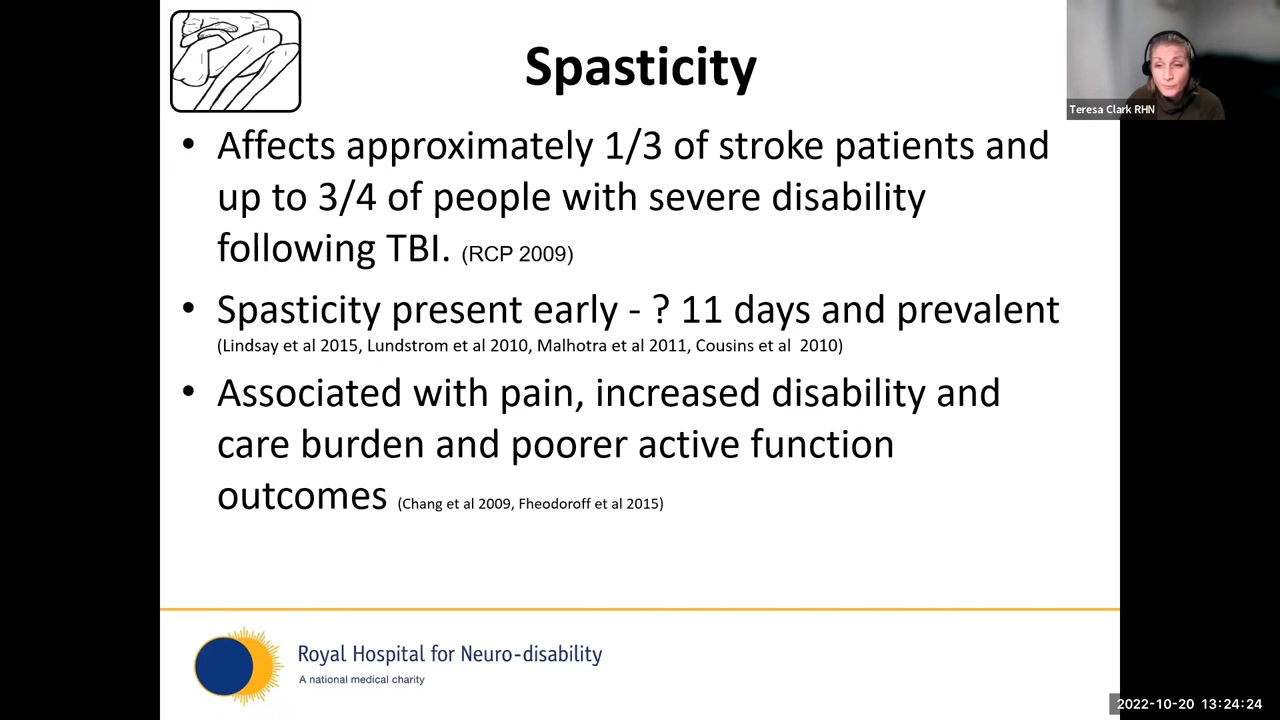 Spasticity
Teresa Clark RHN
• Affects approximately 1/3 of stroke patients and
up to 3/4 of people with severe disability
following TBI. (RCP 2009)
• Spasticity present early - ? 11 days and prevalent
(Lindsay et al 2015, Lundstrom et al 2010, Malhotra et al 2011, Cousins et al 2010)
• Associated with pain, increased disability and
care burden and poorer active function
outcomes (Chang et al 2009, Fheodoroff et al 2015)
Royal Hospital for Neuro-disability
A national medical charity
2022-10-20 13:24:24